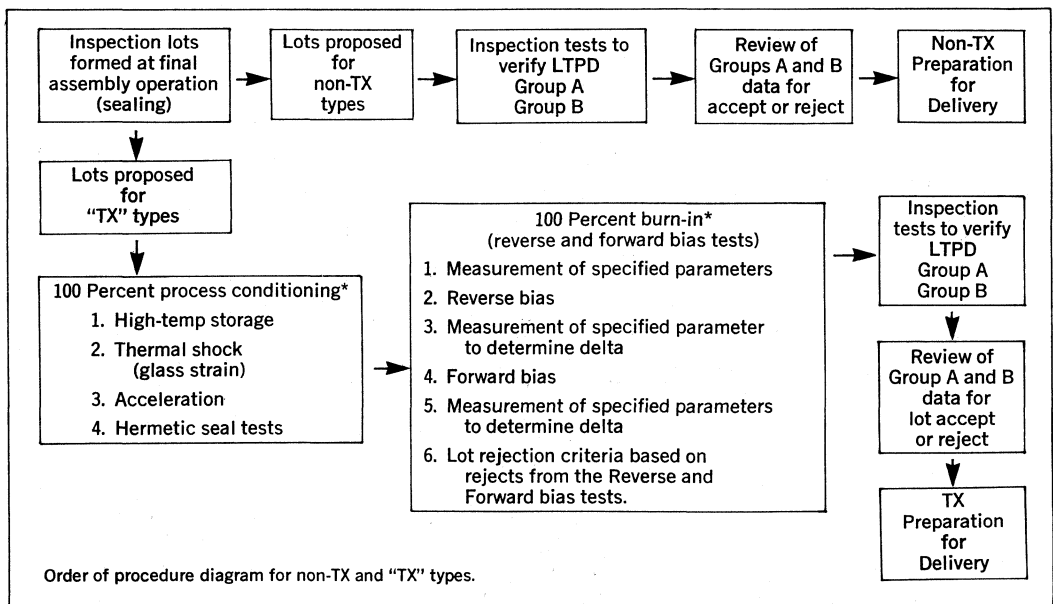 Inspection lots
formed at final
assembly operation
(sealing)
Lots proposed
for
non-TX
types
Inspection tests to
verify LTPD
Group A
Group B
Review of
Groups A and B
data for
accept or reject
Non-TX
Preparation
for
Delivery
Lots proposed
for
“TX” types
100 Percent process conditioning*
1. High-temp storage
2. Thermal shock
(glass strain)
3. Acceleration
4. Hermetic seal tests
100 Percent burn-in*
(reverse and forward bias tests)
1. Measurement of specified parameters
2. Reverse bias
3. Measurement of specified parameter
to determine delta
4. Forward bias
5. Measurement of specified parameters
to determine delta
6. Lot rejection criteria based on
rejects from the Reverse and
Forward bias tests.
Inspection
tests to verify
LTPD
Group A
Group B
Review of
Group A and B
data for
lot accept
or reject
TX
Preparation
for
Delivery
Order of procedure diagram for non-TX and “TX” types.